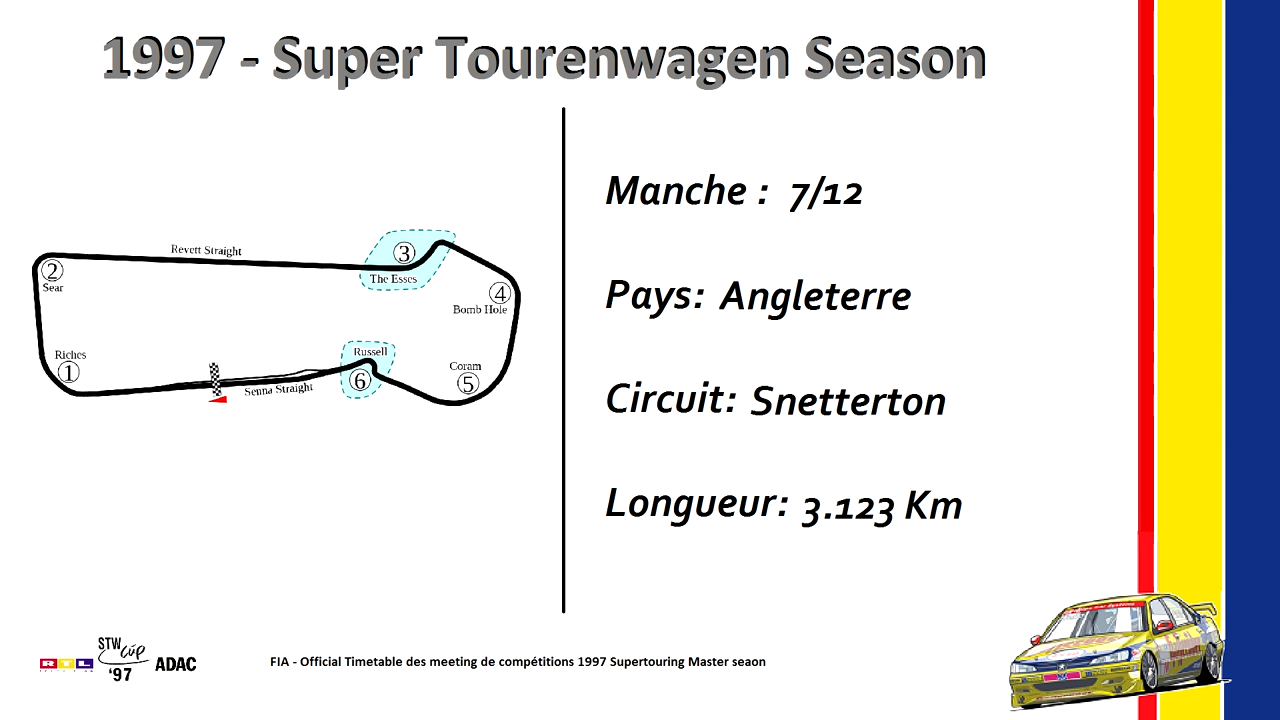 1997 - Super Tourenwagen Season
Manche : 7/12
Pays: Angleterre
Circuit: Snetterton
Longueur: 3.123 Km
Revett Straight
3
The Esses
2
Sear
4
Bomb Hole
Riches
1
Russell
6
Coram
5
Senna Straight
RTL
STW
cup
'97
ADAC
FIA - Official Timetable des meeting de compétitions 1997 Supertouring Master seaon